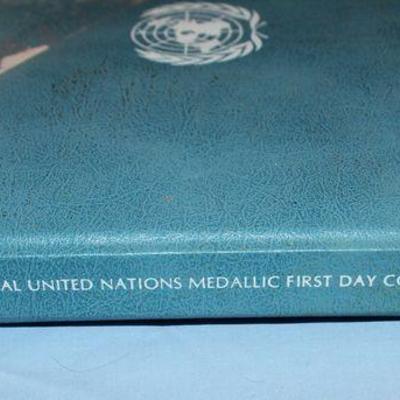 AL UNITED NATIONS MEDALLIC FIRST DAY CO